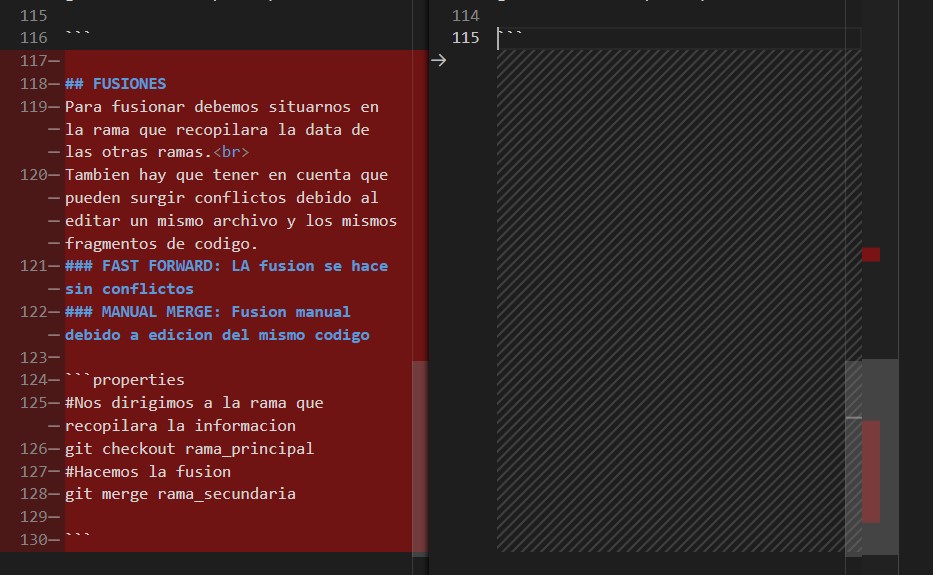 115
114
116 ```
115 ```
117—
→
118— ## FUSIONES
119— Para fusionar debemos situarnos en
— la rama que recopilara la data de
— las otras ramas.<br>
120— Tambien hay que tener en cuenta que
— pueden surgir conflictos debido al
— editar un mismo archivo y los mismos
— fragmentos de codigo.
121— ### FAST FORWARD: LA fusion se hace
— sin conflictos
122— ### MANUAL MERGE: Fusion manual
— debido a edicion del mismo codigo
123—
124— ```properties
125— #Nos dirigimos a la rama que
— recopilara la informacion
126— git checkout rama_principal
127— #Hacemos la fusion
128— git merge rama_secundaria
129—
130— ```